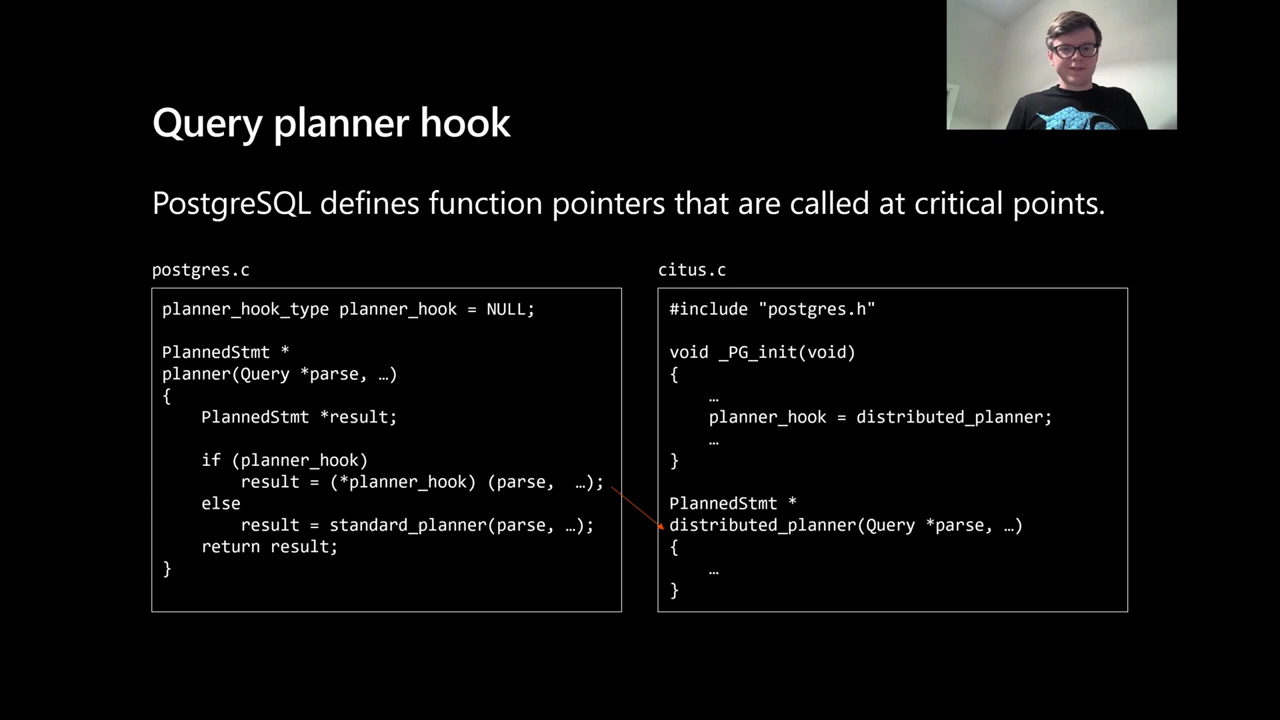 Query planner hook
PostgreSQL defines function pointers that are called at critical points.
postgres.c
planner_hook_type planner_hook = NULL;
PlannedStmt *
planner(Query *parse, …)
{
    PlannedStmt *result;
    if (planner_hook)
        result = (*planner_hook) (parse,  …);
    else
        result = standard_planner(parse, …);
    return result;
}
citus.c
#include "postgres.h"
void _PG_init(void)
{
    …
    planner_hook = distributed_planner;
    …
}
PlannedStmt *
distributed_planner(Query *parse, …)
{
    …
}